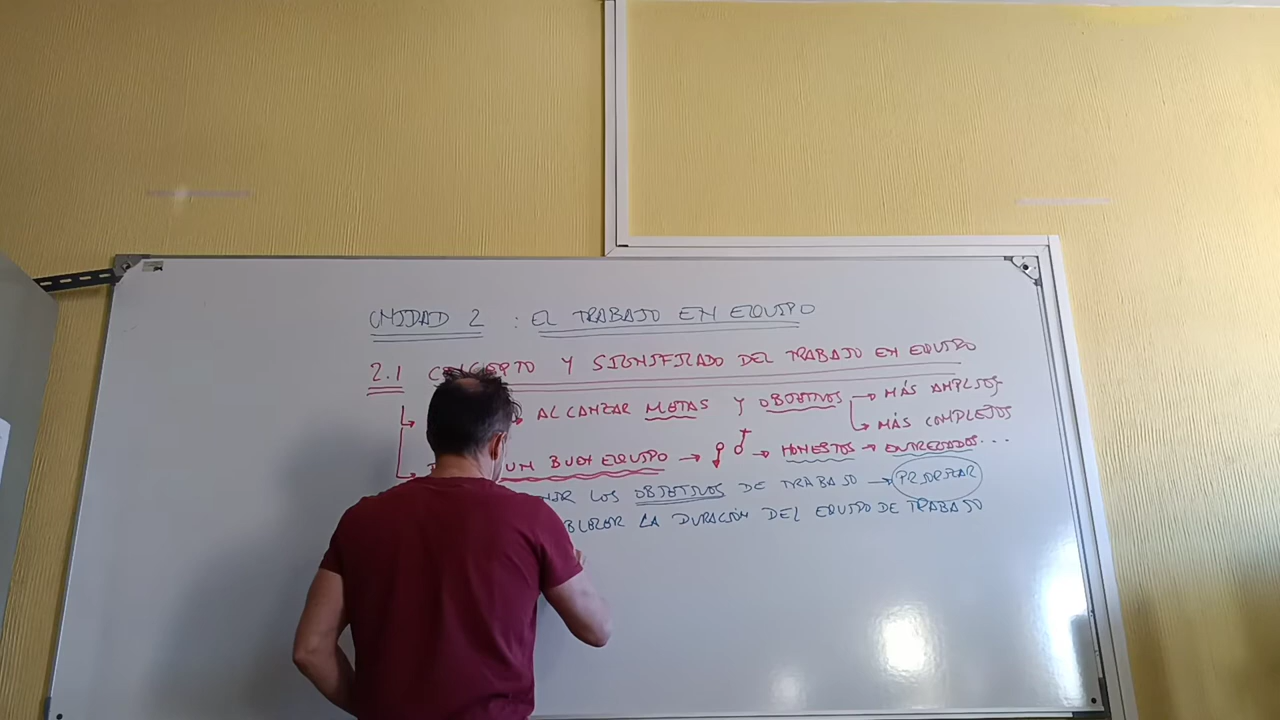 UNIDAD 2 : EL TRABAJO EN EQUIPO
2.1 CONCEPTO Y SIGNIFICADO DEL TRABAJO EN EQUIPO
ALCANZAR METAS Y OBJETIVOS → MÁS AMPLIOS
↳ MÁS COMPLEJOS
UN BUEN EQUIPO → → HONESTOS → ENTREGADOS...
LOS OBJETIVOS DE TRABAJO → PRIORIZAR
LA DURACIÓN DEL EQUIPO DE TRABAJO